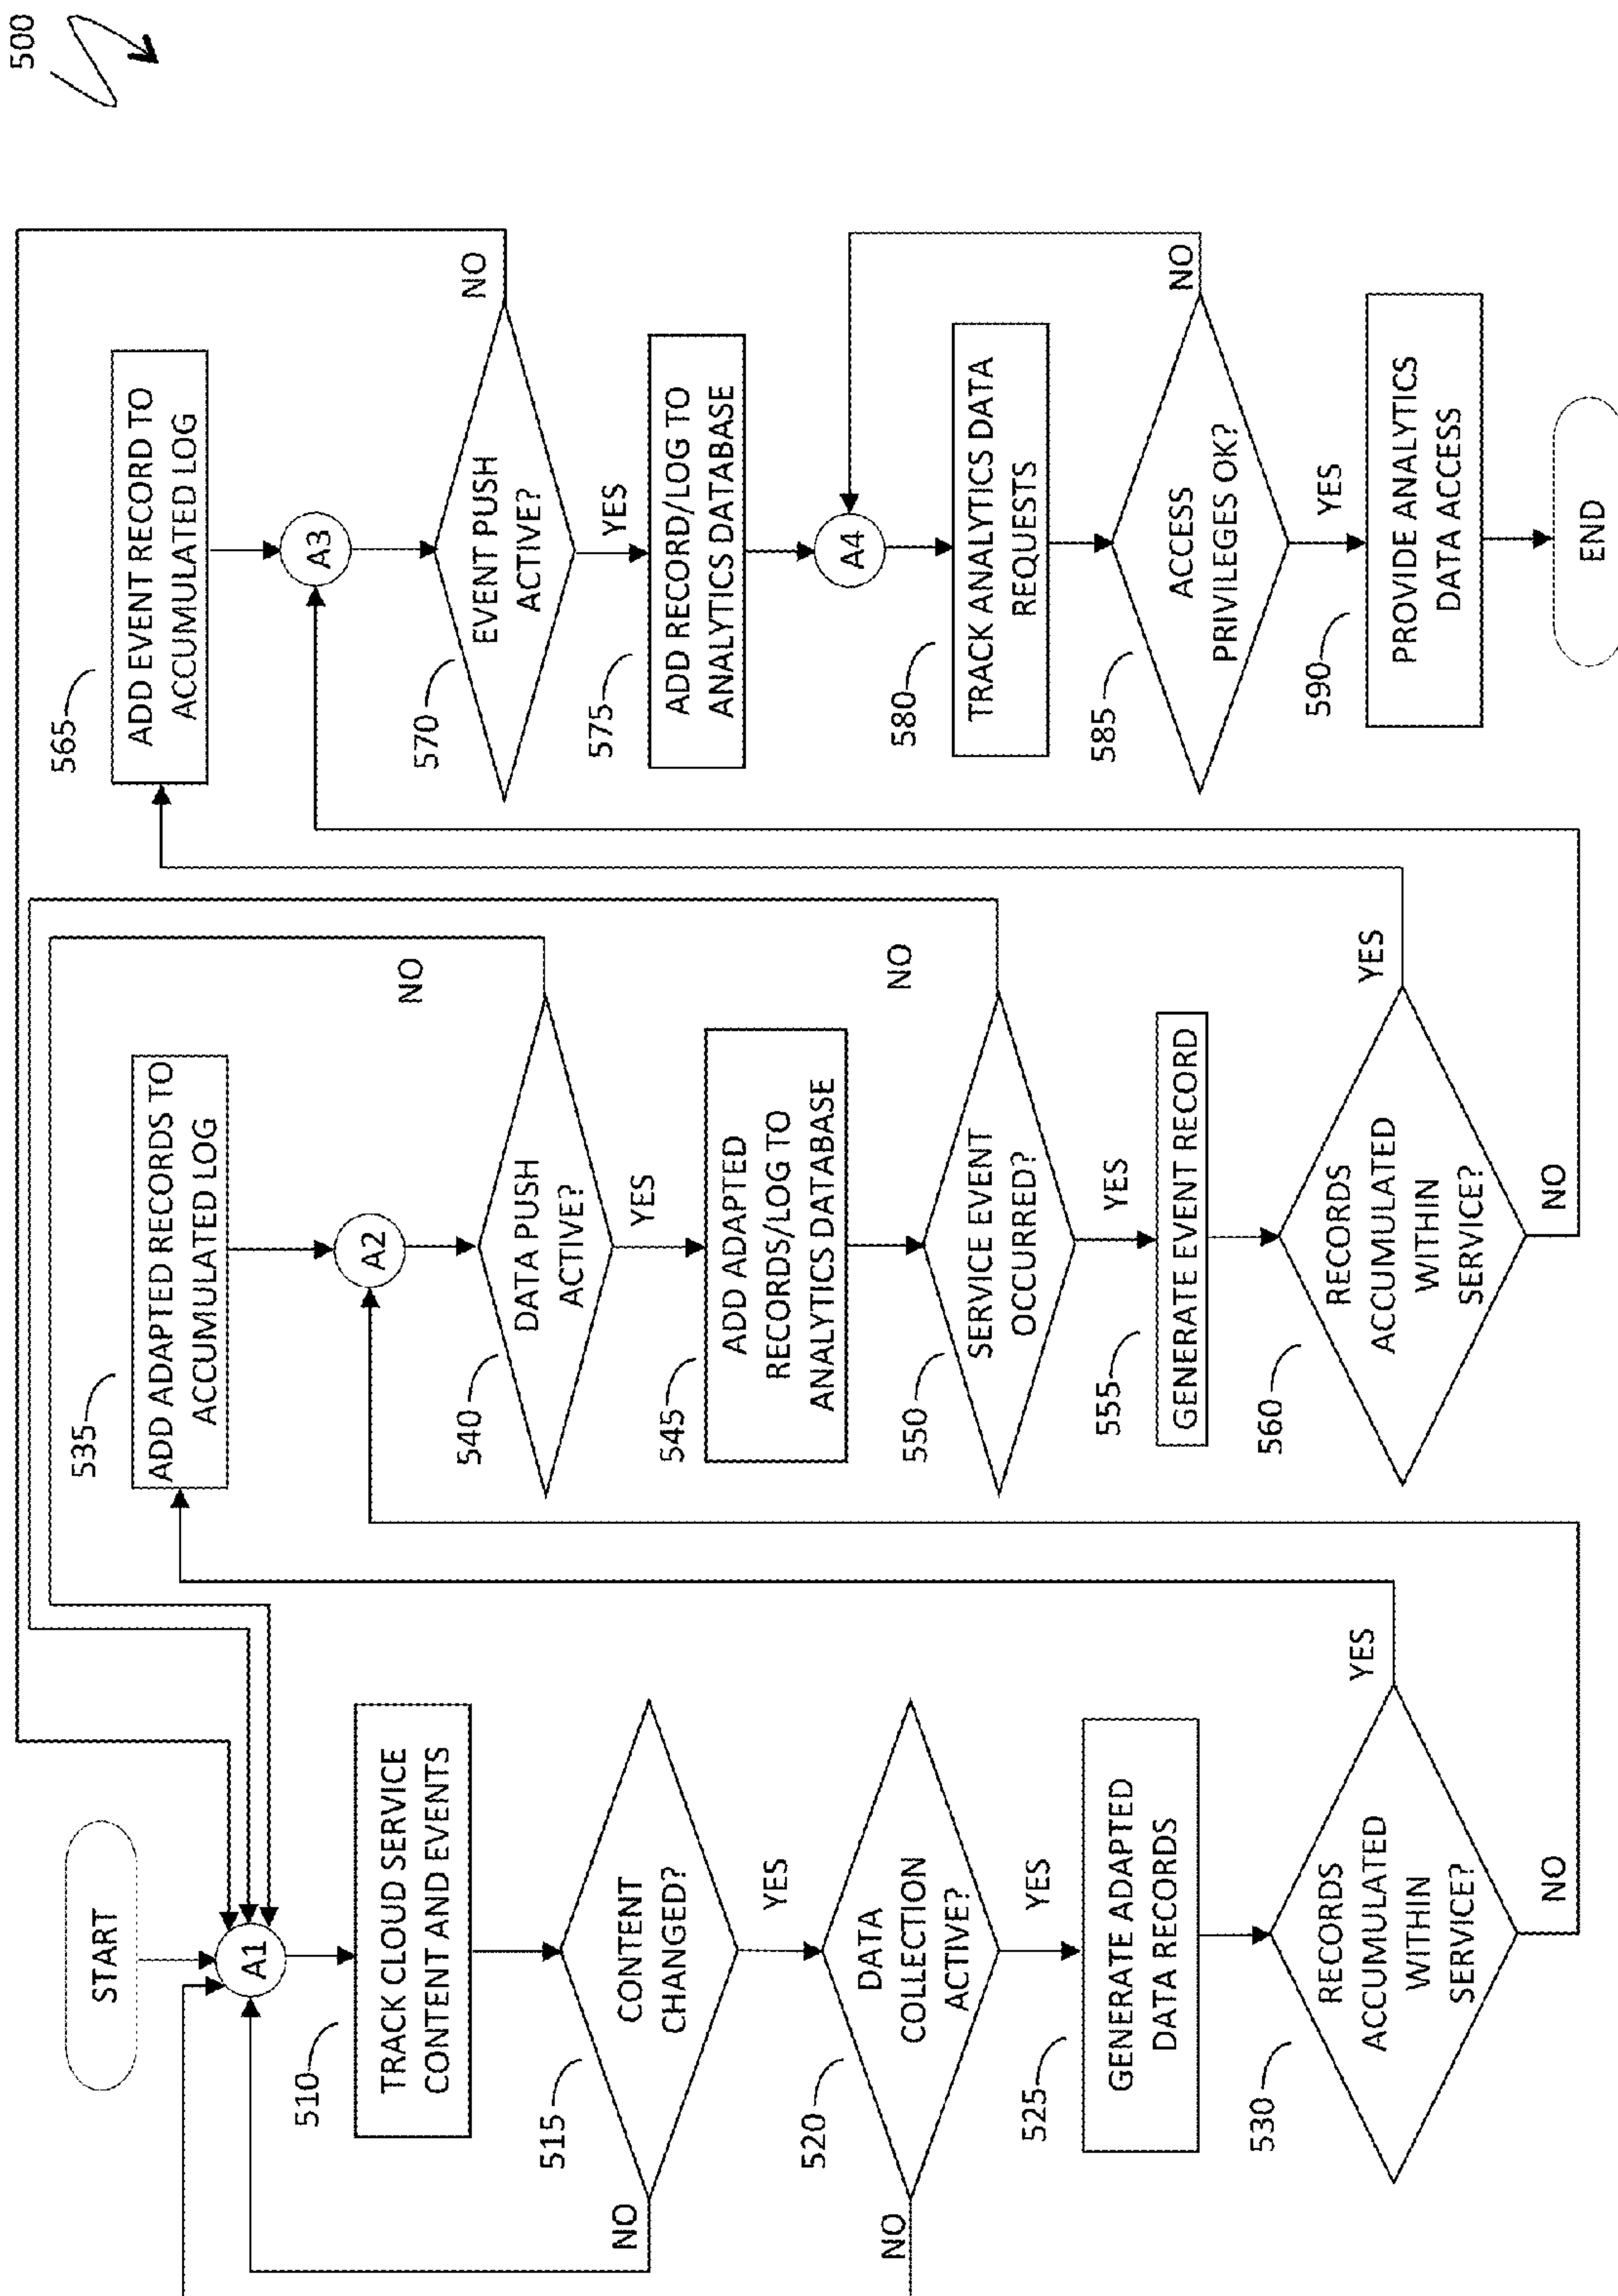 500
START
A1
510
TRACK CLOUD SERVICE
CONTENT AND EVENTS
515
CONTENT
CHANGED?
NO
YES
520
DATA
COLLECTION
ACTIVE?
NO
YES
525
GENERATE ADAPTED
DATA RECORDS
530
RECORDS
ACCUMULATED
WITHIN
SERVICE?
YES
NO
535
ADD ADAPTED RECORDS TO
ACCUMULATED LOG
A2
540
DATA PUSH
ACTIVE?
NO
YES
545
ADD ADAPTED
RECORDS/LOG TO
ANALYTICS DATABASE
550
SERVICE EVENT
OCCURRED?
NO
YES
555
GENERATE EVENT RECORD
560
RECORDS
ACCUMULATED
WITHIN
SERVICE?
YES
NO
565
ADD EVENT RECORD TO
ACCUMULATED LOG
A3
570
EVENT PUSH
ACTIVE?
NO
YES
575
ADD RECORD/LOG TO
ANALYTICS DATABASE
A4
580
TRACK ANALYTICS DATA
REQUESTS
585
ACCESS
PRIVILEGES OK?
NO
YES
590
PROVIDE ANALYTICS
DATA ACCESS
END